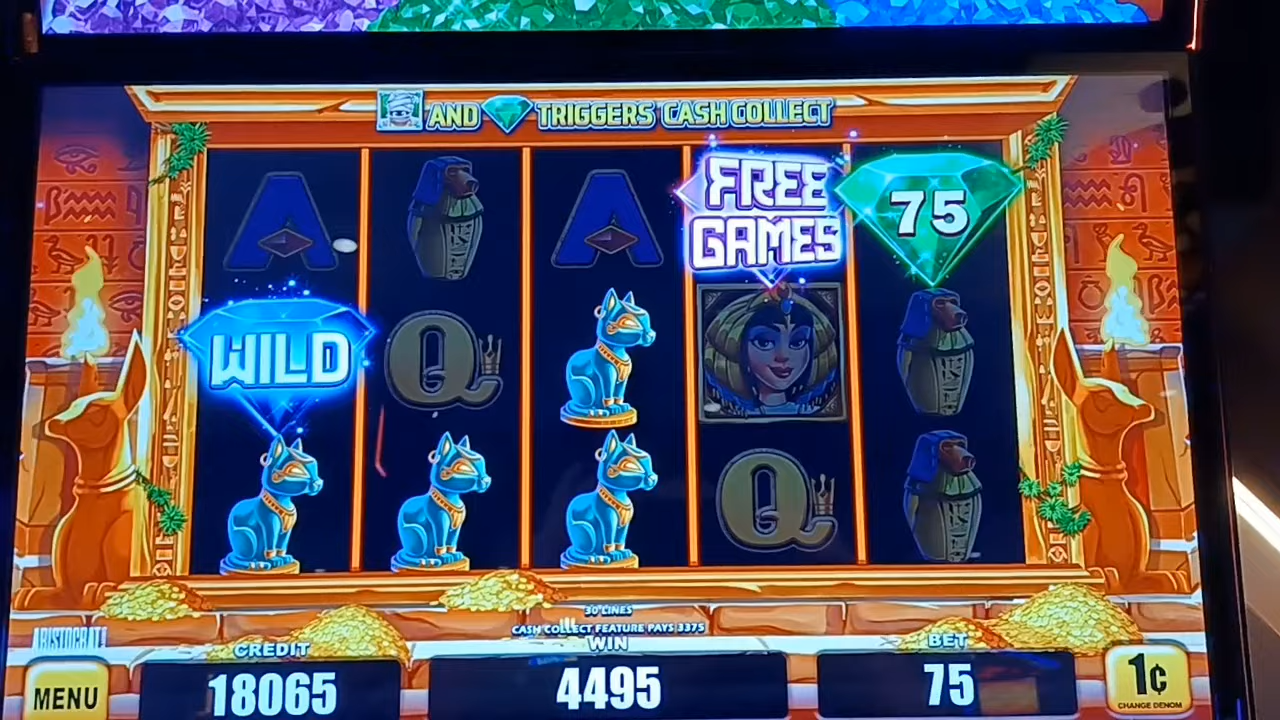 AND TRIGGERS CASH COLLECT
A
A
FREE GAMES
75
WILD
Q
Q
30 LINES
CASH COLLECT FEATURE PAYS 3375
ARISTOCRAT
CREDIT
WIN
BET
MENU
18065
4495
75
1¢
CHANGE DENOM